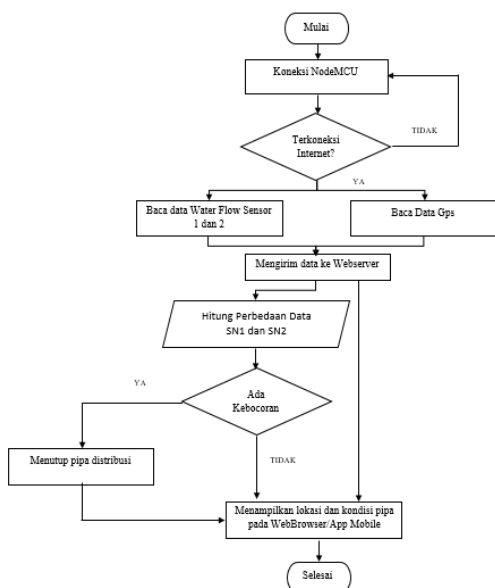 Mulai
Koneksi NodeMCU
Terkoneksi
Internet?
TIDAK
YA
Baca data Water Flow Sensor
1 dan 2
Baca Data Gps
Mengirim data ke Webserver
Hitung Perbedaan Data
SN1 dan SN2
YA
Ada
Kebocoran
Menutup pipa distribusi
TIDAK
Menampilkan lokasi dan kondisi pipa
pada WebBrowser/App Mobile
Selesai